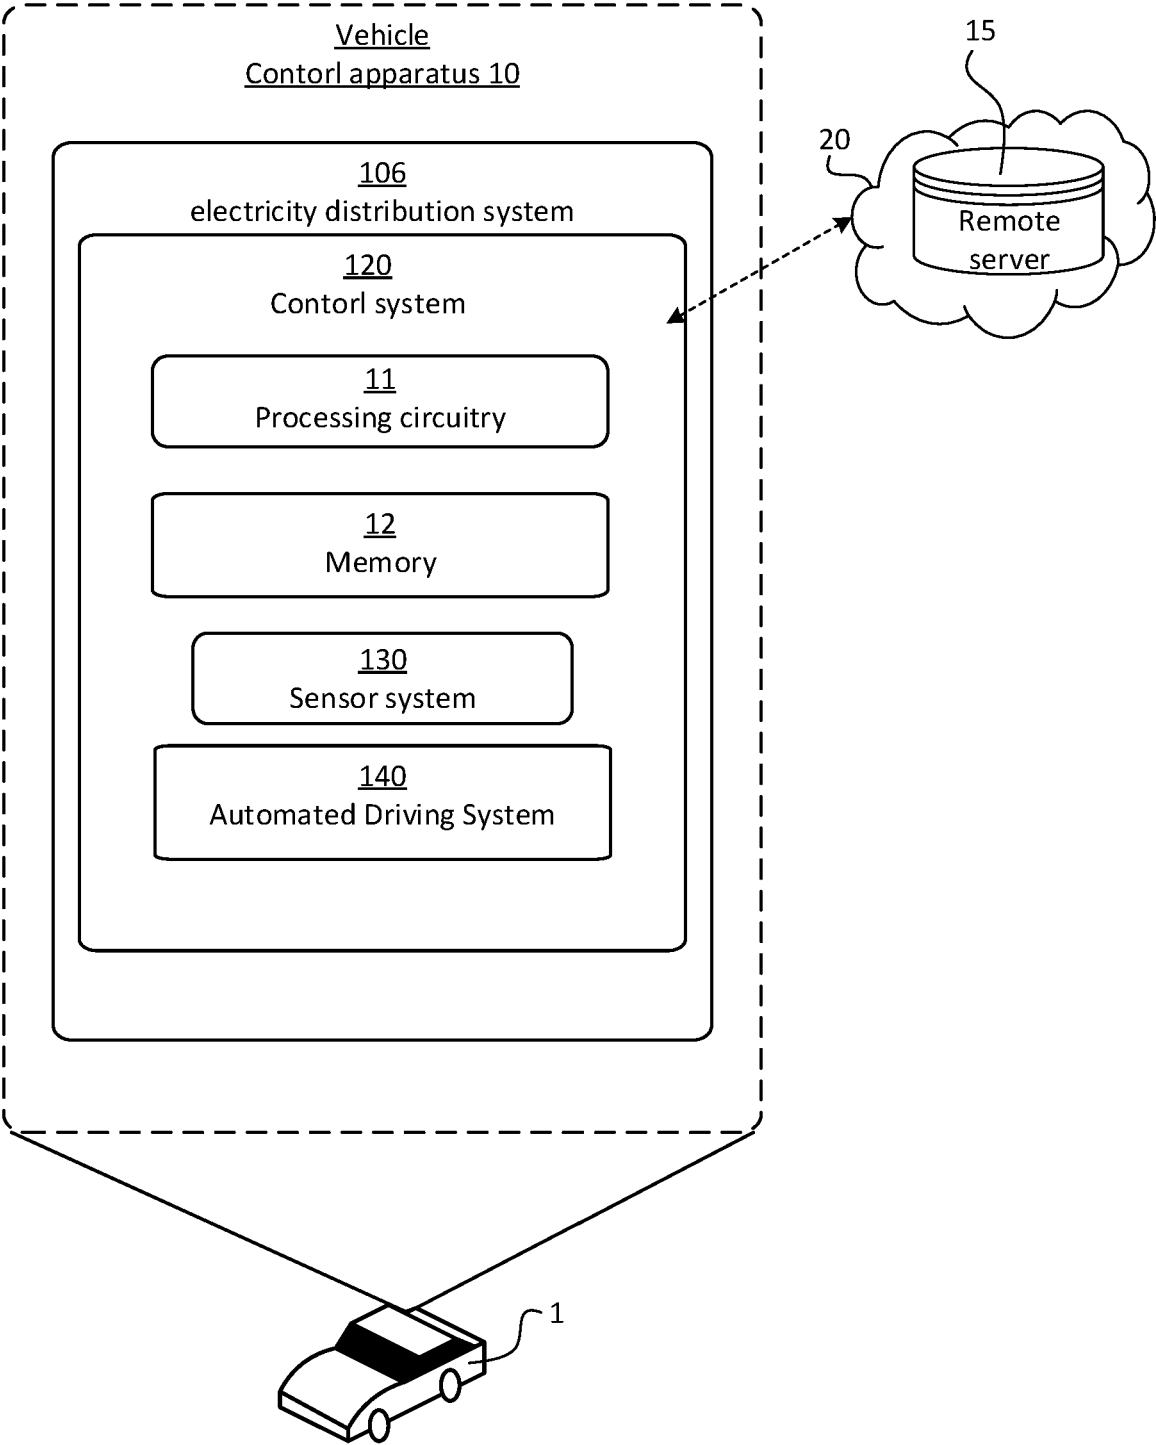 Vehicle
Contorl apparatus 10
15
20
Remote
server
106
electricity distribution system
120
Contorl system
11
Processing circuitry
12
Memory
130
Sensor system
140
Automated Driving System
1